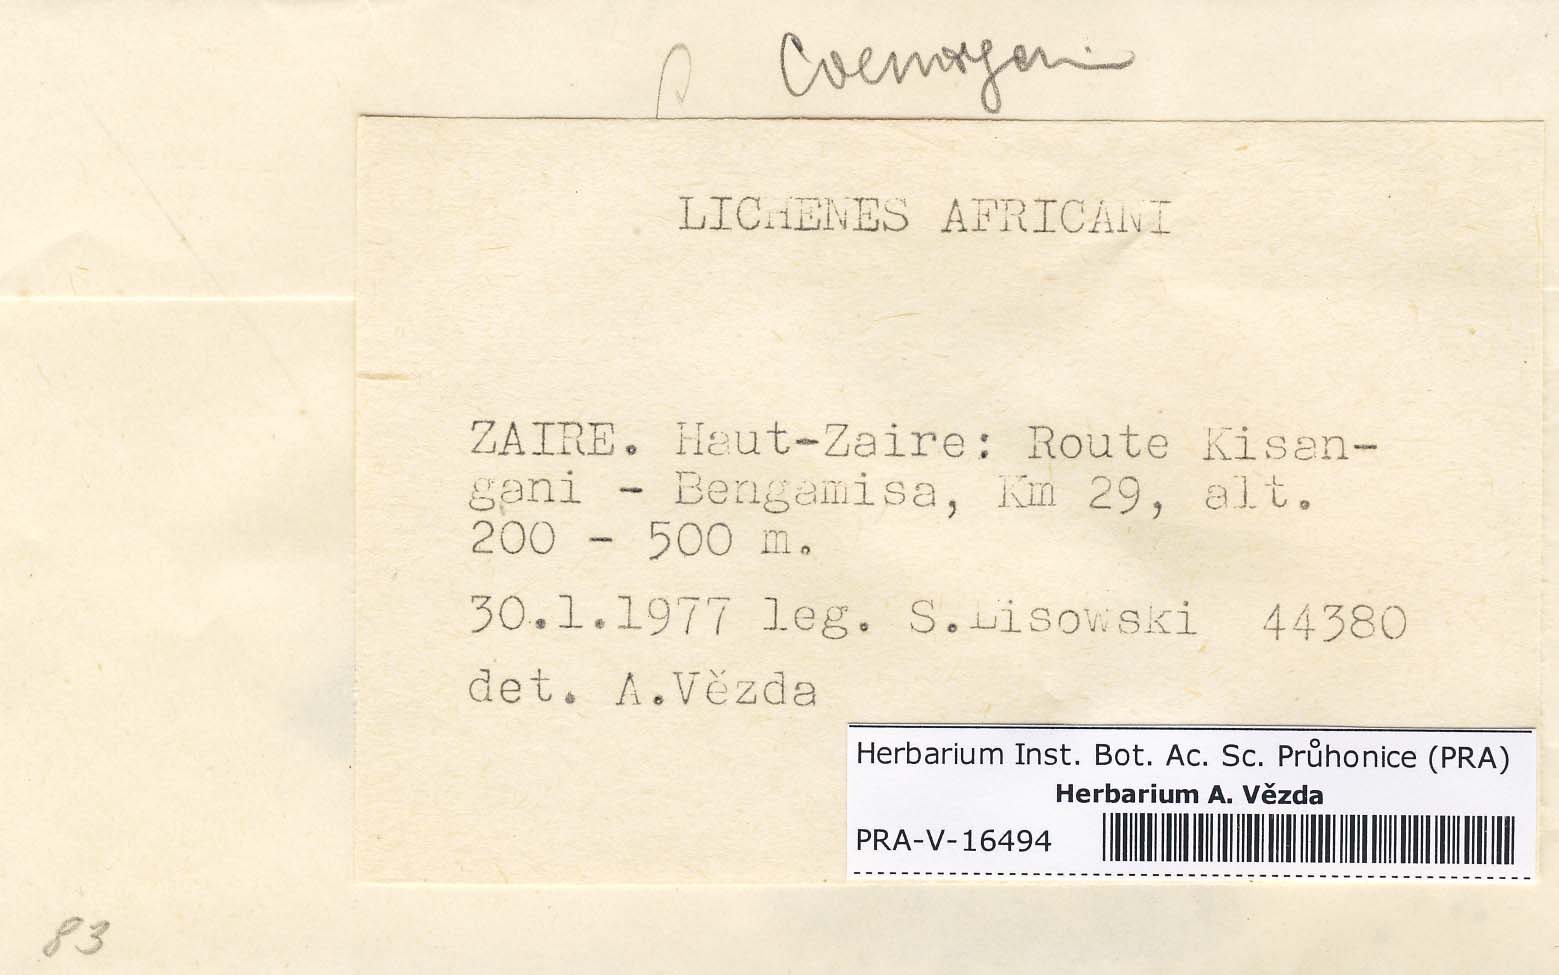 LICHENES AFRICANI
ZAIRE. Haut-Zaire: Route Kisan-
gani - Bengamisa, Km 29, alt.
200 - 500 m.
30.1.1977 leg. S.Lisowski 44380
det. A.Vězda
Herbarium Inst. Bot. Ac. Sc. Průhonice (PRA)
Herbarium A. Vězda
PRA-V-16494
83